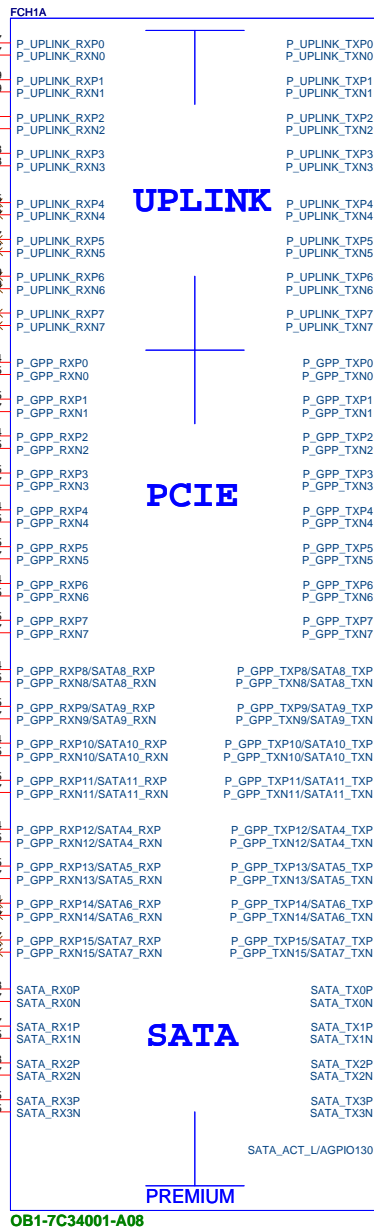 FCH1A
P_UPLINK_RXP0 P_UPLINK_TXP0
P_UPLINK_RXN0 P_UPLINK_TXN0
P_UPLINK_RXP1 P_UPLINK_TXP1
P_UPLINK_RXN1 P_UPLINK_TXN1
P_UPLINK_RXP2 P_UPLINK_TXP2
P_UPLINK_RXN2 P_UPLINK_TXN2
P_UPLINK_RXP3 P_UPLINK_TXP3
P_UPLINK_RXN3 P_UPLINK_TXN3
UPLINK
P_UPLINK_RXP4 P_UPLINK_TXP4
P_UPLINK_RXN4 P_UPLINK_TXN4
P_UPLINK_RXP5 P_UPLINK_TXP5
P_UPLINK_RXN5 P_UPLINK_TXN5
P_UPLINK_RXP6 P_UPLINK_TXP6
P_UPLINK_RXN6 P_UPLINK_TXN6
P_UPLINK_RXP7 P_UPLINK_TXP7
P_UPLINK_RXN7 P_UPLINK_TXN7
P_GPP_RXP0 P_GPP_TXP0
P_GPP_RXN0 P_GPP_TXN0
P_GPP_RXP1 P_GPP_TXP1
P_GPP_RXN1 P_GPP_TXN1
P_GPP_RXP2 P_GPP_TXP2
P_GPP_RXN2 P_GPP_TXN2
P_GPP_RXP3 P_GPP_TXP3
P_GPP_RXN3 P_GPP_TXN3
PCIE
P_GPP_RXP4 P_GPP_TXP4
P_GPP_RXN4 P_GPP_TXN4
P_GPP_RXP5 P_GPP_TXP5
P_GPP_RXN5 P_GPP_TXN5
P_GPP_RXP6 P_GPP_TXP6
P_GPP_RXN6 P_GPP_TXN6
P_GPP_RXP7 P_GPP_TXP7
P_GPP_RXN7 P_GPP_TXN7
P_GPP_RXP8/SATA8_RXP P_GPP_TXP8/SATA8_TXP
P_GPP_RXN8/SATA8_RXN P_GPP_TXN8/SATA8_TXN
P_GPP_RXP9/SATA9_RXP P_GPP_TXP9/SATA9_TXP
P_GPP_RXN9/SATA9_RXN P_GPP_TXN9/SATA9_TXN
P_GPP_RXP10/SATA10_RXP P_GPP_TXP10/SATA10_TXP
P_GPP_RXN10/SATA10_RXN P_GPP_TXN10/SATA10_TXN
P_GPP_RXP11/SATA11_RXP P_GPP_TXP11/SATA11_TXP
P_GPP_RXN11/SATA11_RXN P_GPP_TXN11/SATA11_TXN
P_GPP_RXP12/SATA4_RXP P_GPP_TXP12/SATA4_TXP
P_GPP_RXN12/SATA4_RXN P_GPP_TXN12/SATA4_TXN
P_GPP_RXP13/SATA5_RXP P_GPP_TXP13/SATA5_TXP
P_GPP_RXN13/SATA5_RXN P_GPP_TXN13/SATA5_TXN
P_GPP_RXP14/SATA6_RXP P_GPP_TXP14/SATA6_TXP
P_GPP_RXN14/SATA6_RXN P_GPP_TXN14/SATA6_TXN
P_GPP_RXP15/SATA7_RXP P_GPP_TXP15/SATA7_TXP
P_GPP_RXN15/SATA7_RXN P_GPP_TXN15/SATA7_TXN
SATA_RX0P SATA_TX0P
SATA_RX0N SATA_TX0N
SATA_RX1P SATA_TX1P
SATA_RX1N SATA_TX1N
SATA
SATA_RX2P SATA_TX2P
SATA_RX2N SATA_TX2N
SATA_RX3P SATA_TX3P
SATA_RX3N SATA_TX3N
SATA_ACT_L/AGPIO130
PREMIUM
OB1-7C34001-A08